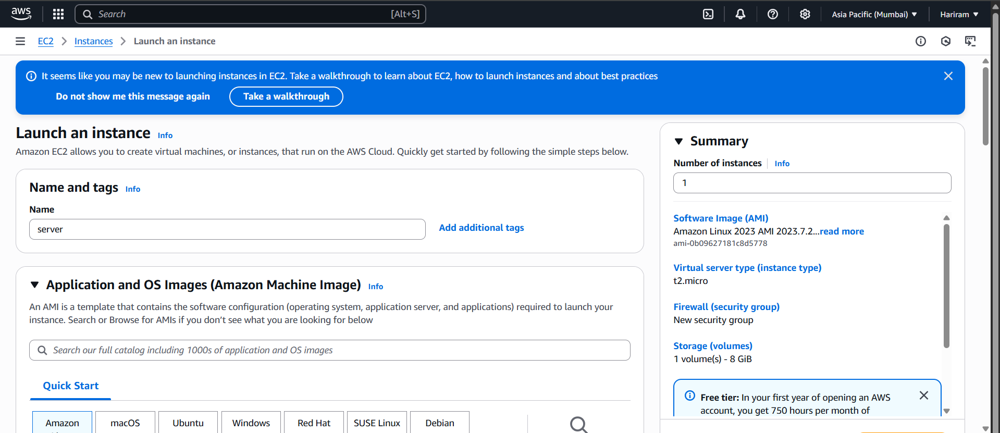 aws
Search [Alt+S]
Asia Pacific (Mumbai)
Hariram
EC2 Instances Launch an instance
It seems like you may be new to launching instances in EC2. Take a walkthrough to learn about EC2, how to launch instances and about best practices
Do not show me this message again Take a walkthrough
Launch an instance Info
Amazon EC2 allows you to create virtual machines, or instances, that run on the AWS Cloud. Quickly get started by following the simple steps below.
Name and tags Info
Name
server
Add additional tags
Application and OS Images (Amazon Machine Image) Info
An AMI is a template that contains the software configuration (operating system, application server, and applications) required to launch your
instance. Search or Browse for AMIs if you don’t see what you are looking for below
Search our full catalog including 1000s of application and OS images
Quick Start
Amazon
macOS
Ubuntu
Windows
Red Hat
SUSE Linux
Debian
Summary
Number of instances Info
1
Software Image (AMI)
Amazon Linux 2023 AMI 2023.7.2...read more
ami-0b09627181c8d5778
Virtual server type (instance type)
t2.micro
Firewall (security group)
New security group
Storage (volumes)
1 volume(s) - 8 GiB
Free tier: In your first year of opening an AWS
account, you get 750 hours per month of